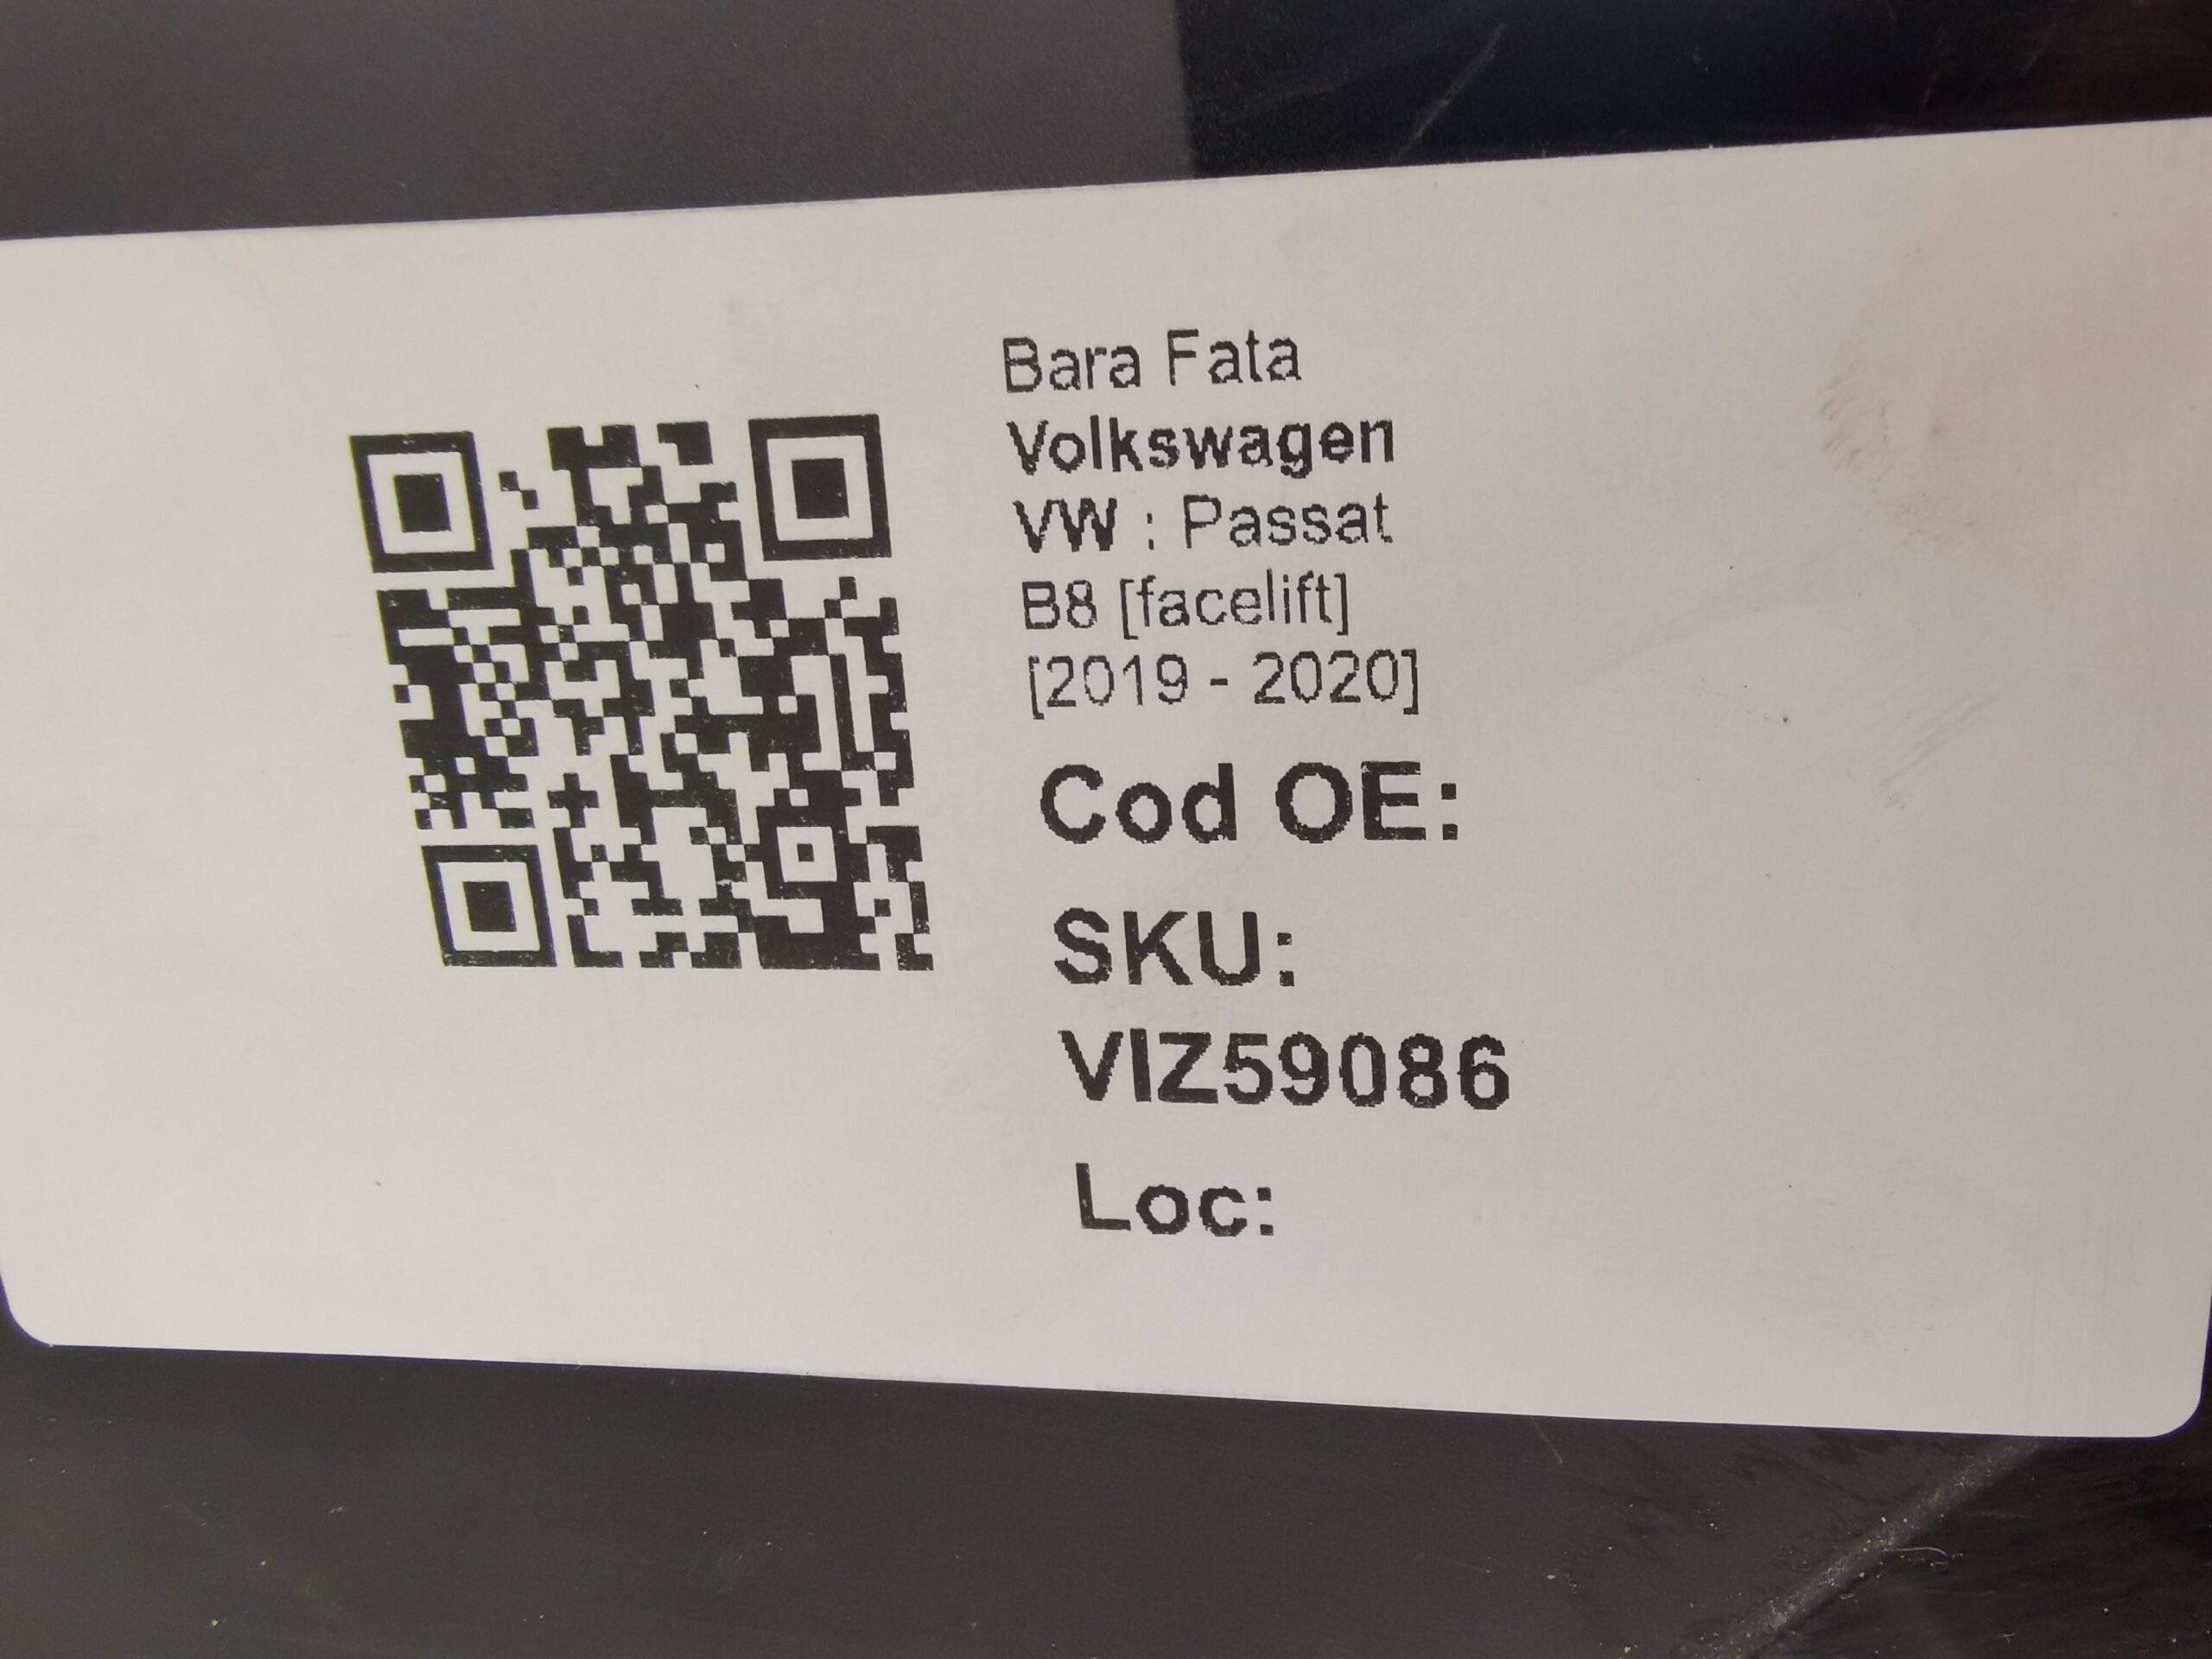 Bara Fata
Volkswagen
VW : Passat
B8 [facelift]
[2019 - 2020]
Cod OE:
SKU:
VIZ59086
Loc: